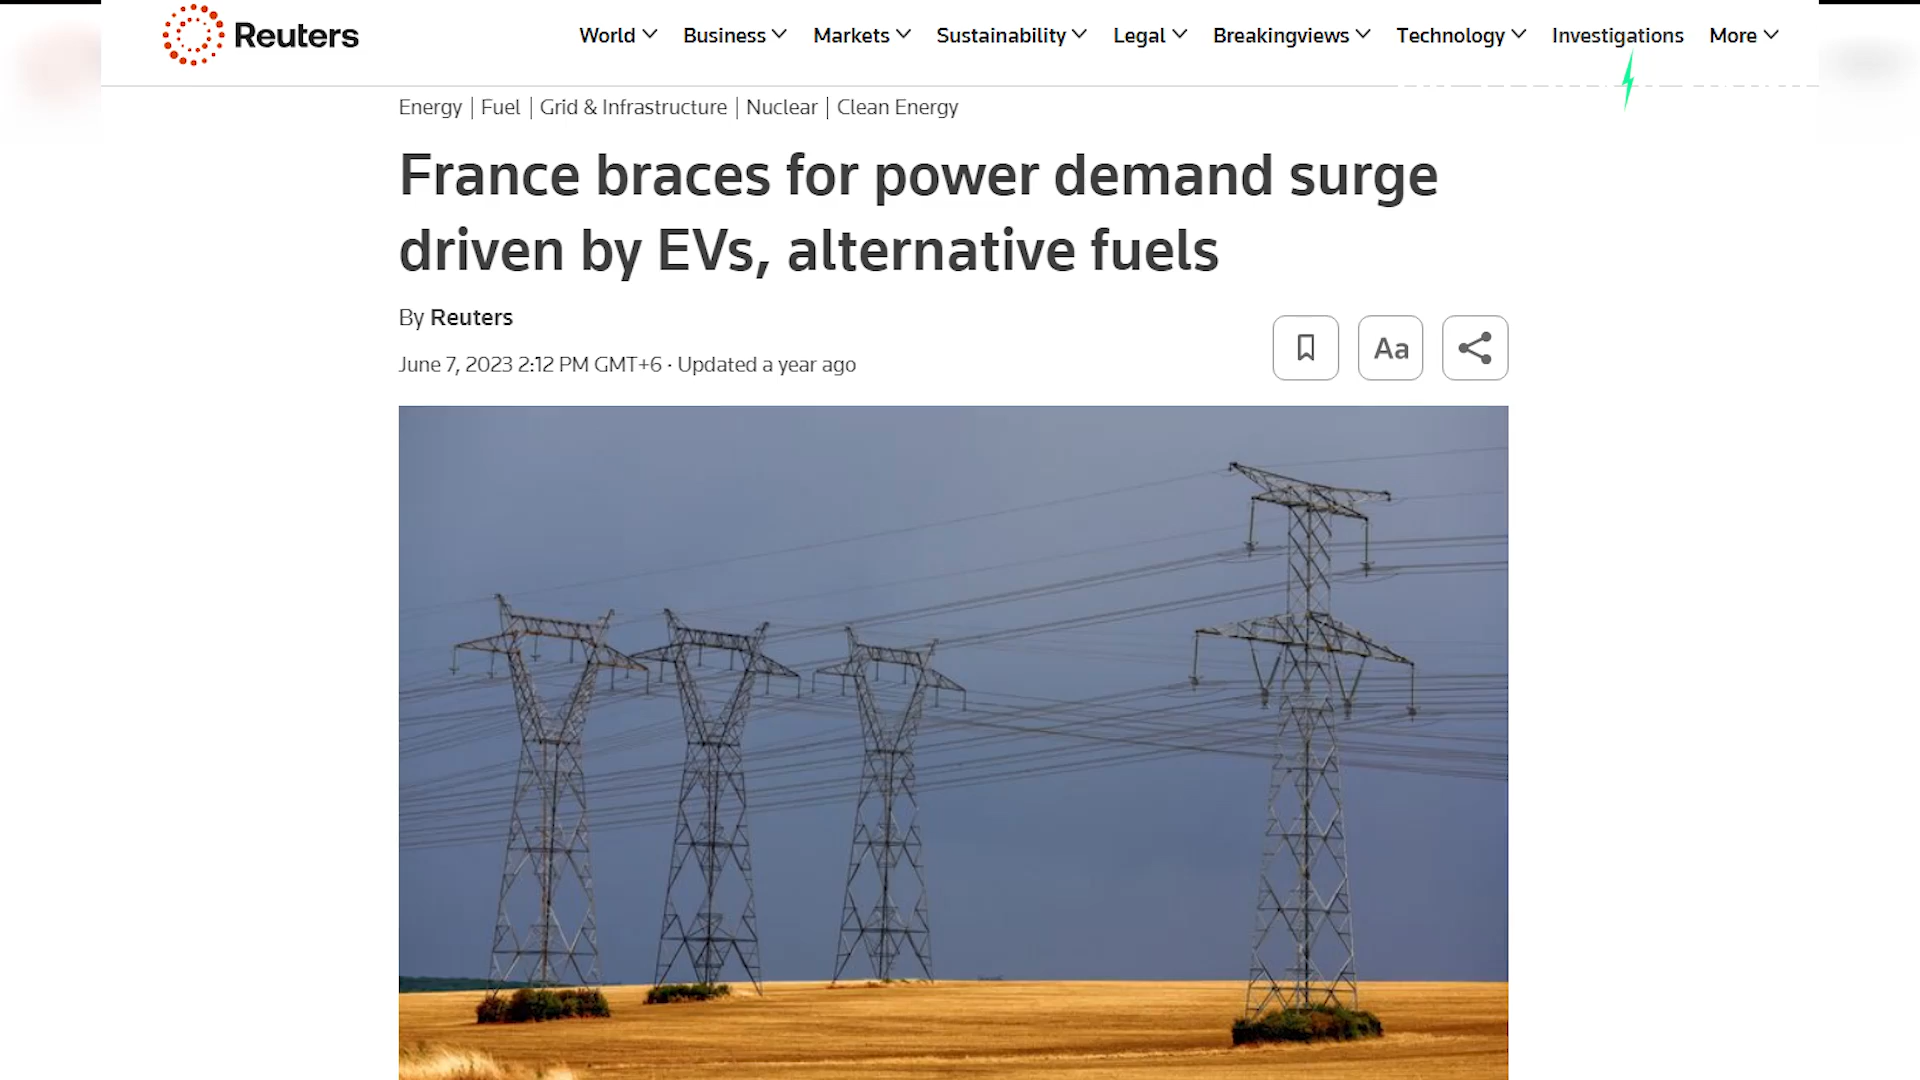 Reuters
World Business Markets Sustainability Legal Breakingviews Technology Investigations More
Energy | Fuel | Grid & Infrastructure | Nuclear | Clean Energy
France braces for power demand surge
driven by EVs, alternative fuels
By Reuters
June 7, 2023 2:12 PM GMT+6 · Updated a year ago
Aa